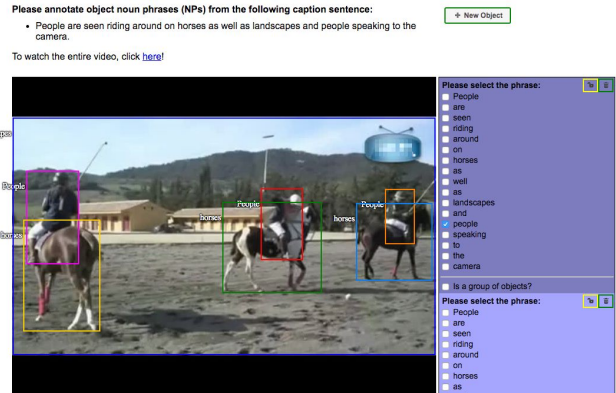 Please annotate object noun phrases (NPs) from the following caption sentence:
+ New Object
• People are seen riding around on horses as well as landscapes and people speaking to the
camera.
To watch the entire video, click here!
Please select the phrase:
People
are
seen
riding
around
on
horses
as
well
as
landscapes
and
people
speaking
to
the
camera
Is a group of objects?
Please select the phrase:
People
are
seen
riding
around
on
horses
as
People
horses
People
horses
People
horses